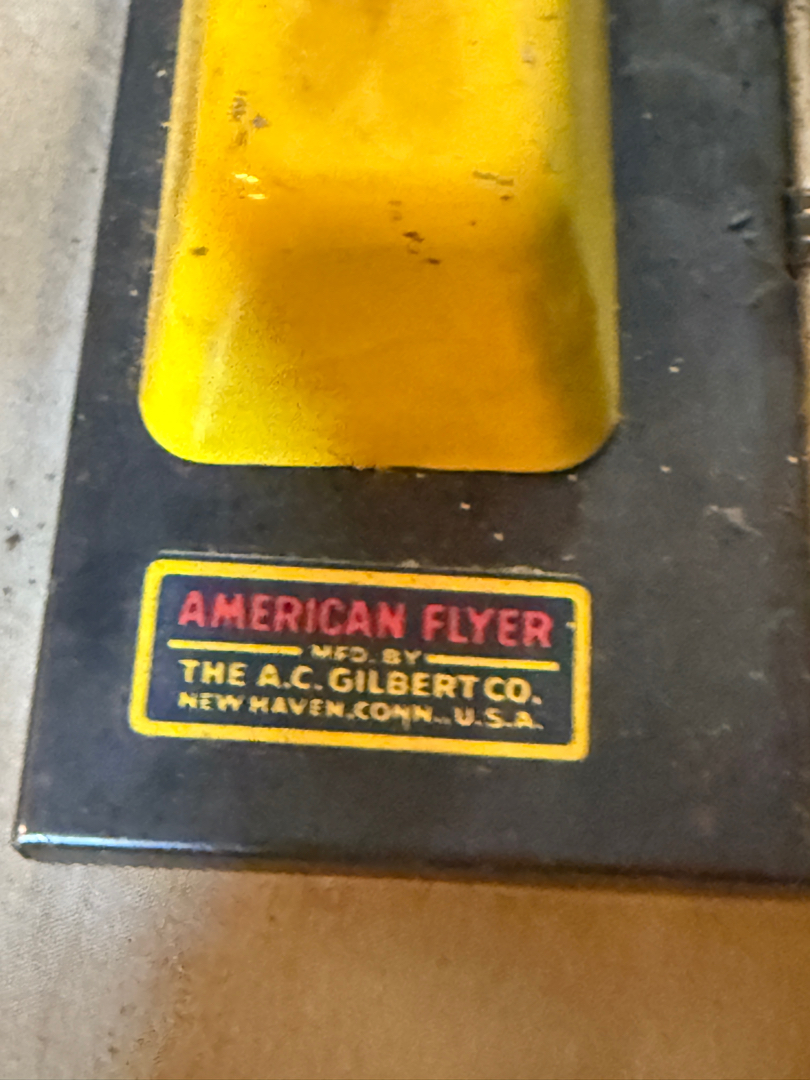 AMERICAN FLYER
MFD. BY
THE A.C. GILBERT CO.
NEW HAVEN, CONN., U.S.A.